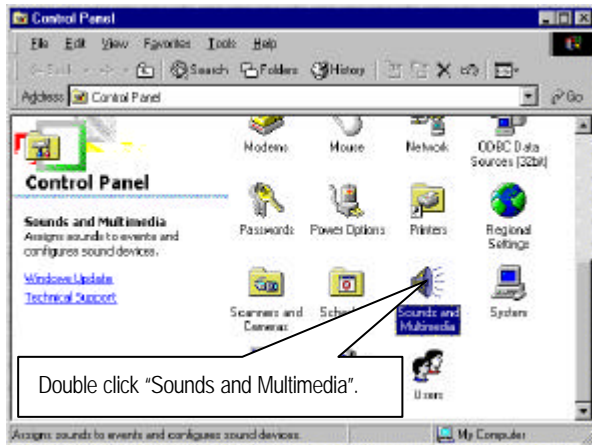 Control Panel
File Edit View Favorites Tools Help
Search Folders History
Address Control Panel Go
Modems Mouse Network ODBC Data Sources (32bit)
Control Panel
Sounds and Multimedia
Assigns sounds to events and
configures sound devices.
Windows Update
Technical Support
Passwords Power Options Printers Regional Settings
Scanners and Cameras Sounds and Multimedia System
Double click “Sounds and Multimedia”.
Users
Assigns sounds to events and configures sound devices. My Computer